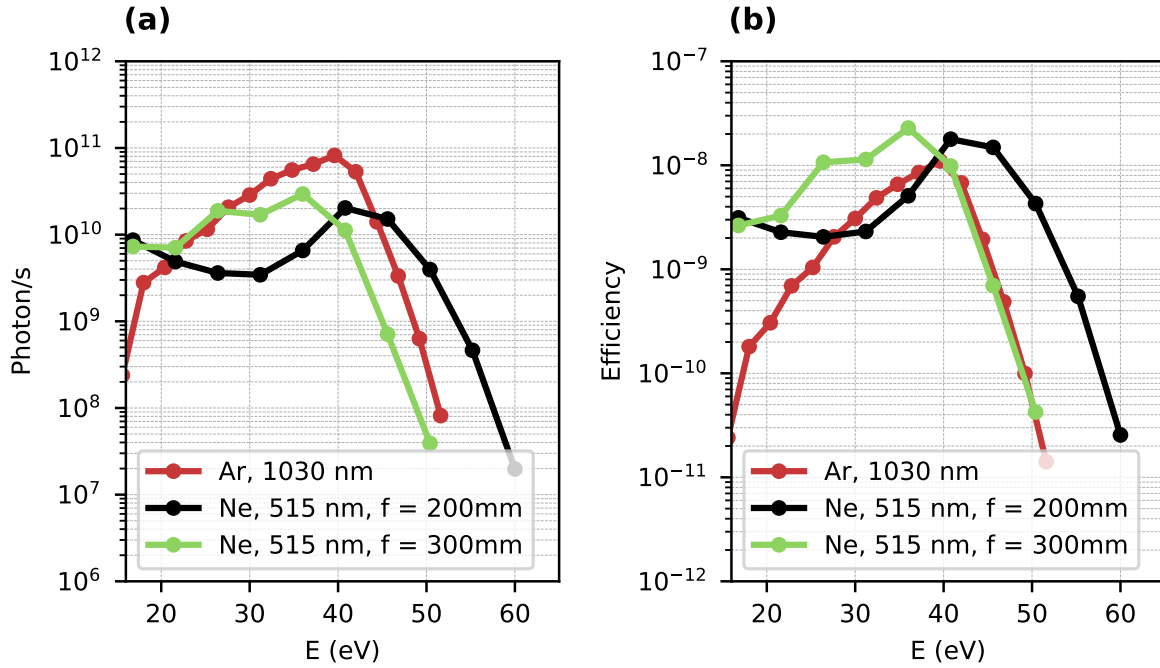 (a)
Photon/s
10^12
10^11
10^10
10^9
10^8
10^7
10^6
Ar, 1030 nm
Ne, 515 nm, f = 200mm
Ne, 515 nm, f = 300mm
20 30 40 50 60
E (eV)
(b)
Efficiency
10^-7
10^-8
10^-9
10^-10
10^-11
10^-12
Ar, 1030 nm
Ne, 515 nm, f = 200mm
Ne, 515 nm, f = 300mm
20 30 40 50 60
E (eV)